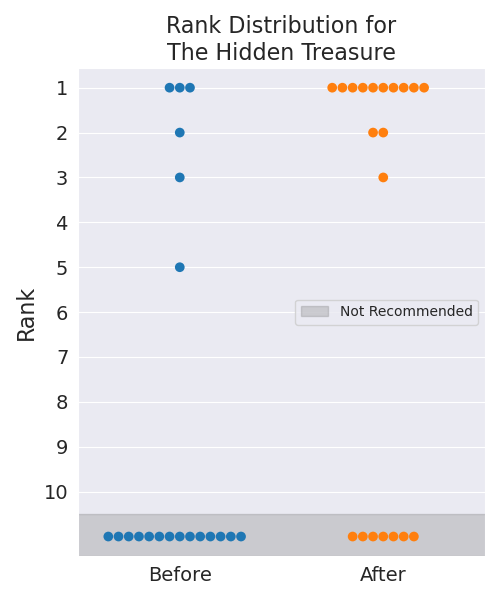 Rank Distribution for
The Hidden Treasure
Rank
1
2
3
4
5
6
7
8
9
10
Not Recommended
Before
After